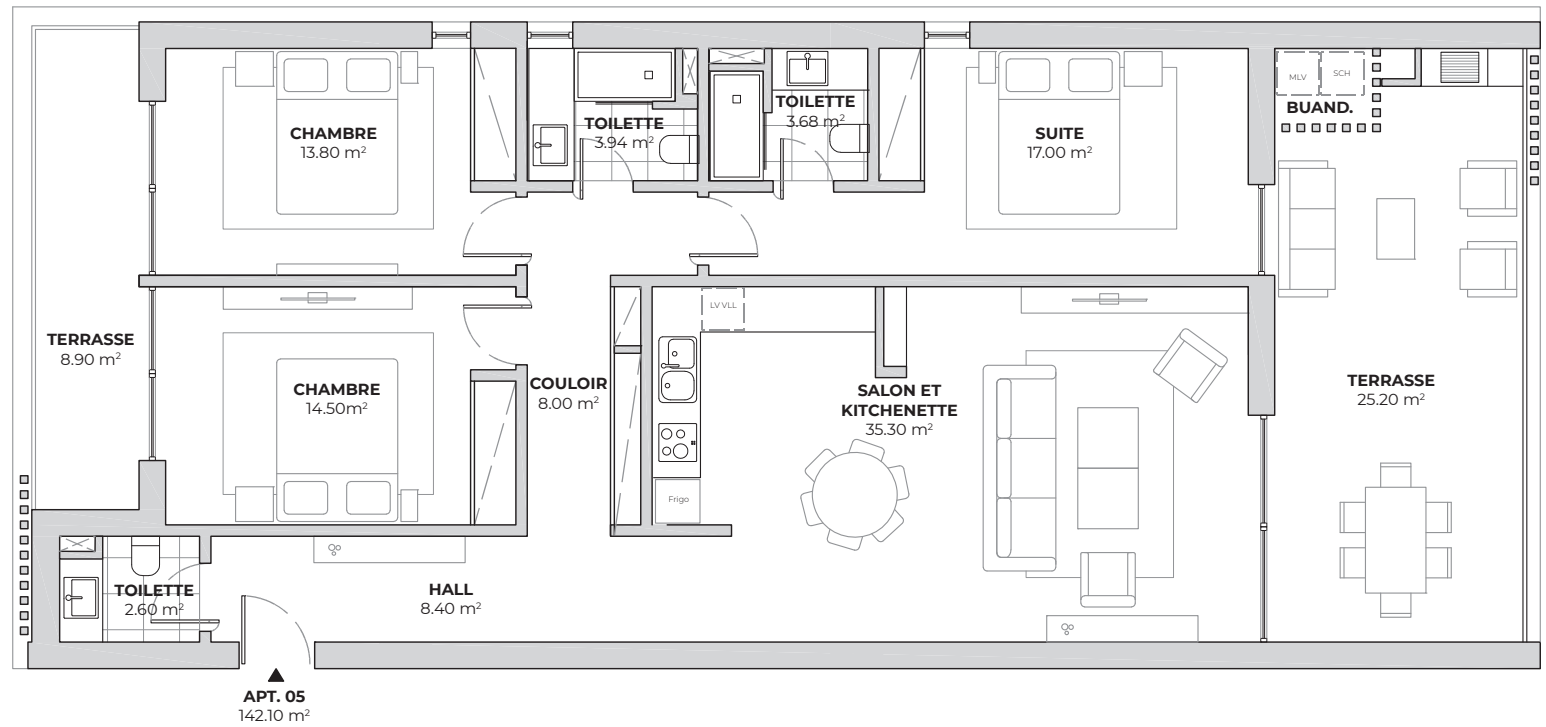 MLV
SCH
BUAND.
CHAMBRE
13.80 m²
TOILETTE
3.94 m²
TOILETTE
3.68 m²
SUITE
17.00 m²
TERRASSE
8.90 m²
CHAMBRE
14.50m²
COULOIR
8.00 m²
LV VLL
SALON ET
KITCHENETTE
35.30 m²
TERRASSE
25.20 m²
Frigo
TOILETTE
2.60 m²
HALL
8.40 m²
APT. 05
142.10 m²